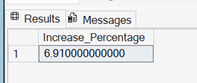 Results Messages
Increase_Percentage
1 6.910000000000